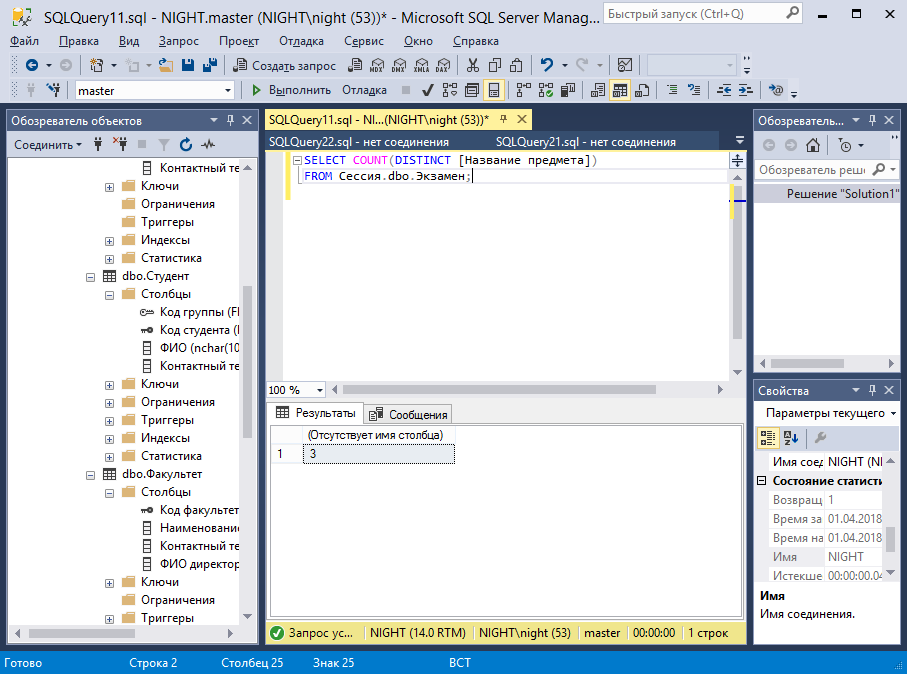 SQLQuery11.sql - NIGHT.master (NIGHT\night (53))* - Microsoft SQL Server Manag...
Быстрый запуск (Ctrl+Q)
Файл Правка Вид Запрос Проект Отладка Сервис Окно Справка
Создать запрос MDX DMX XMLA DAX
master Выполнить Отладка
Обозреватель объектов
Соединить
Контактный те
Ключи
Ограничения
Триггеры
Индексы
Статистика
dbo.Студент
Столбцы
Код группы (F
Код студента (
ФИО (nchar(10
Контактный те
Ключи
Ограничения
Триггеры
Индексы
Статистика
dbo.Факультет
Столбцы
Код факультет
Наименовани
Контактный те
ФИО директор
Ключи
Ограничения
Триггеры
SQLQuery11.sql - NI...(NIGHT\night (53))*
SQLQuery22.sql - нет соединения SQLQuery21.sql - нет соединения
SELECT COUNT(DISTINCT [Название предмета])
FROM Сессия.dbo.Экзамен;
100 %
Результаты Сообщения
(Отсутствует имя столбца)
1 3
Запрос ус... NIGHT (14.0 RTM) NIGHT\night (53) master 00:00:00 1 строк
Обозреватель...
Обозреватель реше
Решение "Solution1"
Свойства
Параметры текущего
Имя соед NIGHT (NI
Состояние статисти
Возвращ 1
Время за 01.04.2018
Время на 01.04.2018
Имя NIGHT
Истекше 00:00:00.04
Имя
Имя соединения.
Готово Строка 2 Столбец 25 Знак 25 ВСТ